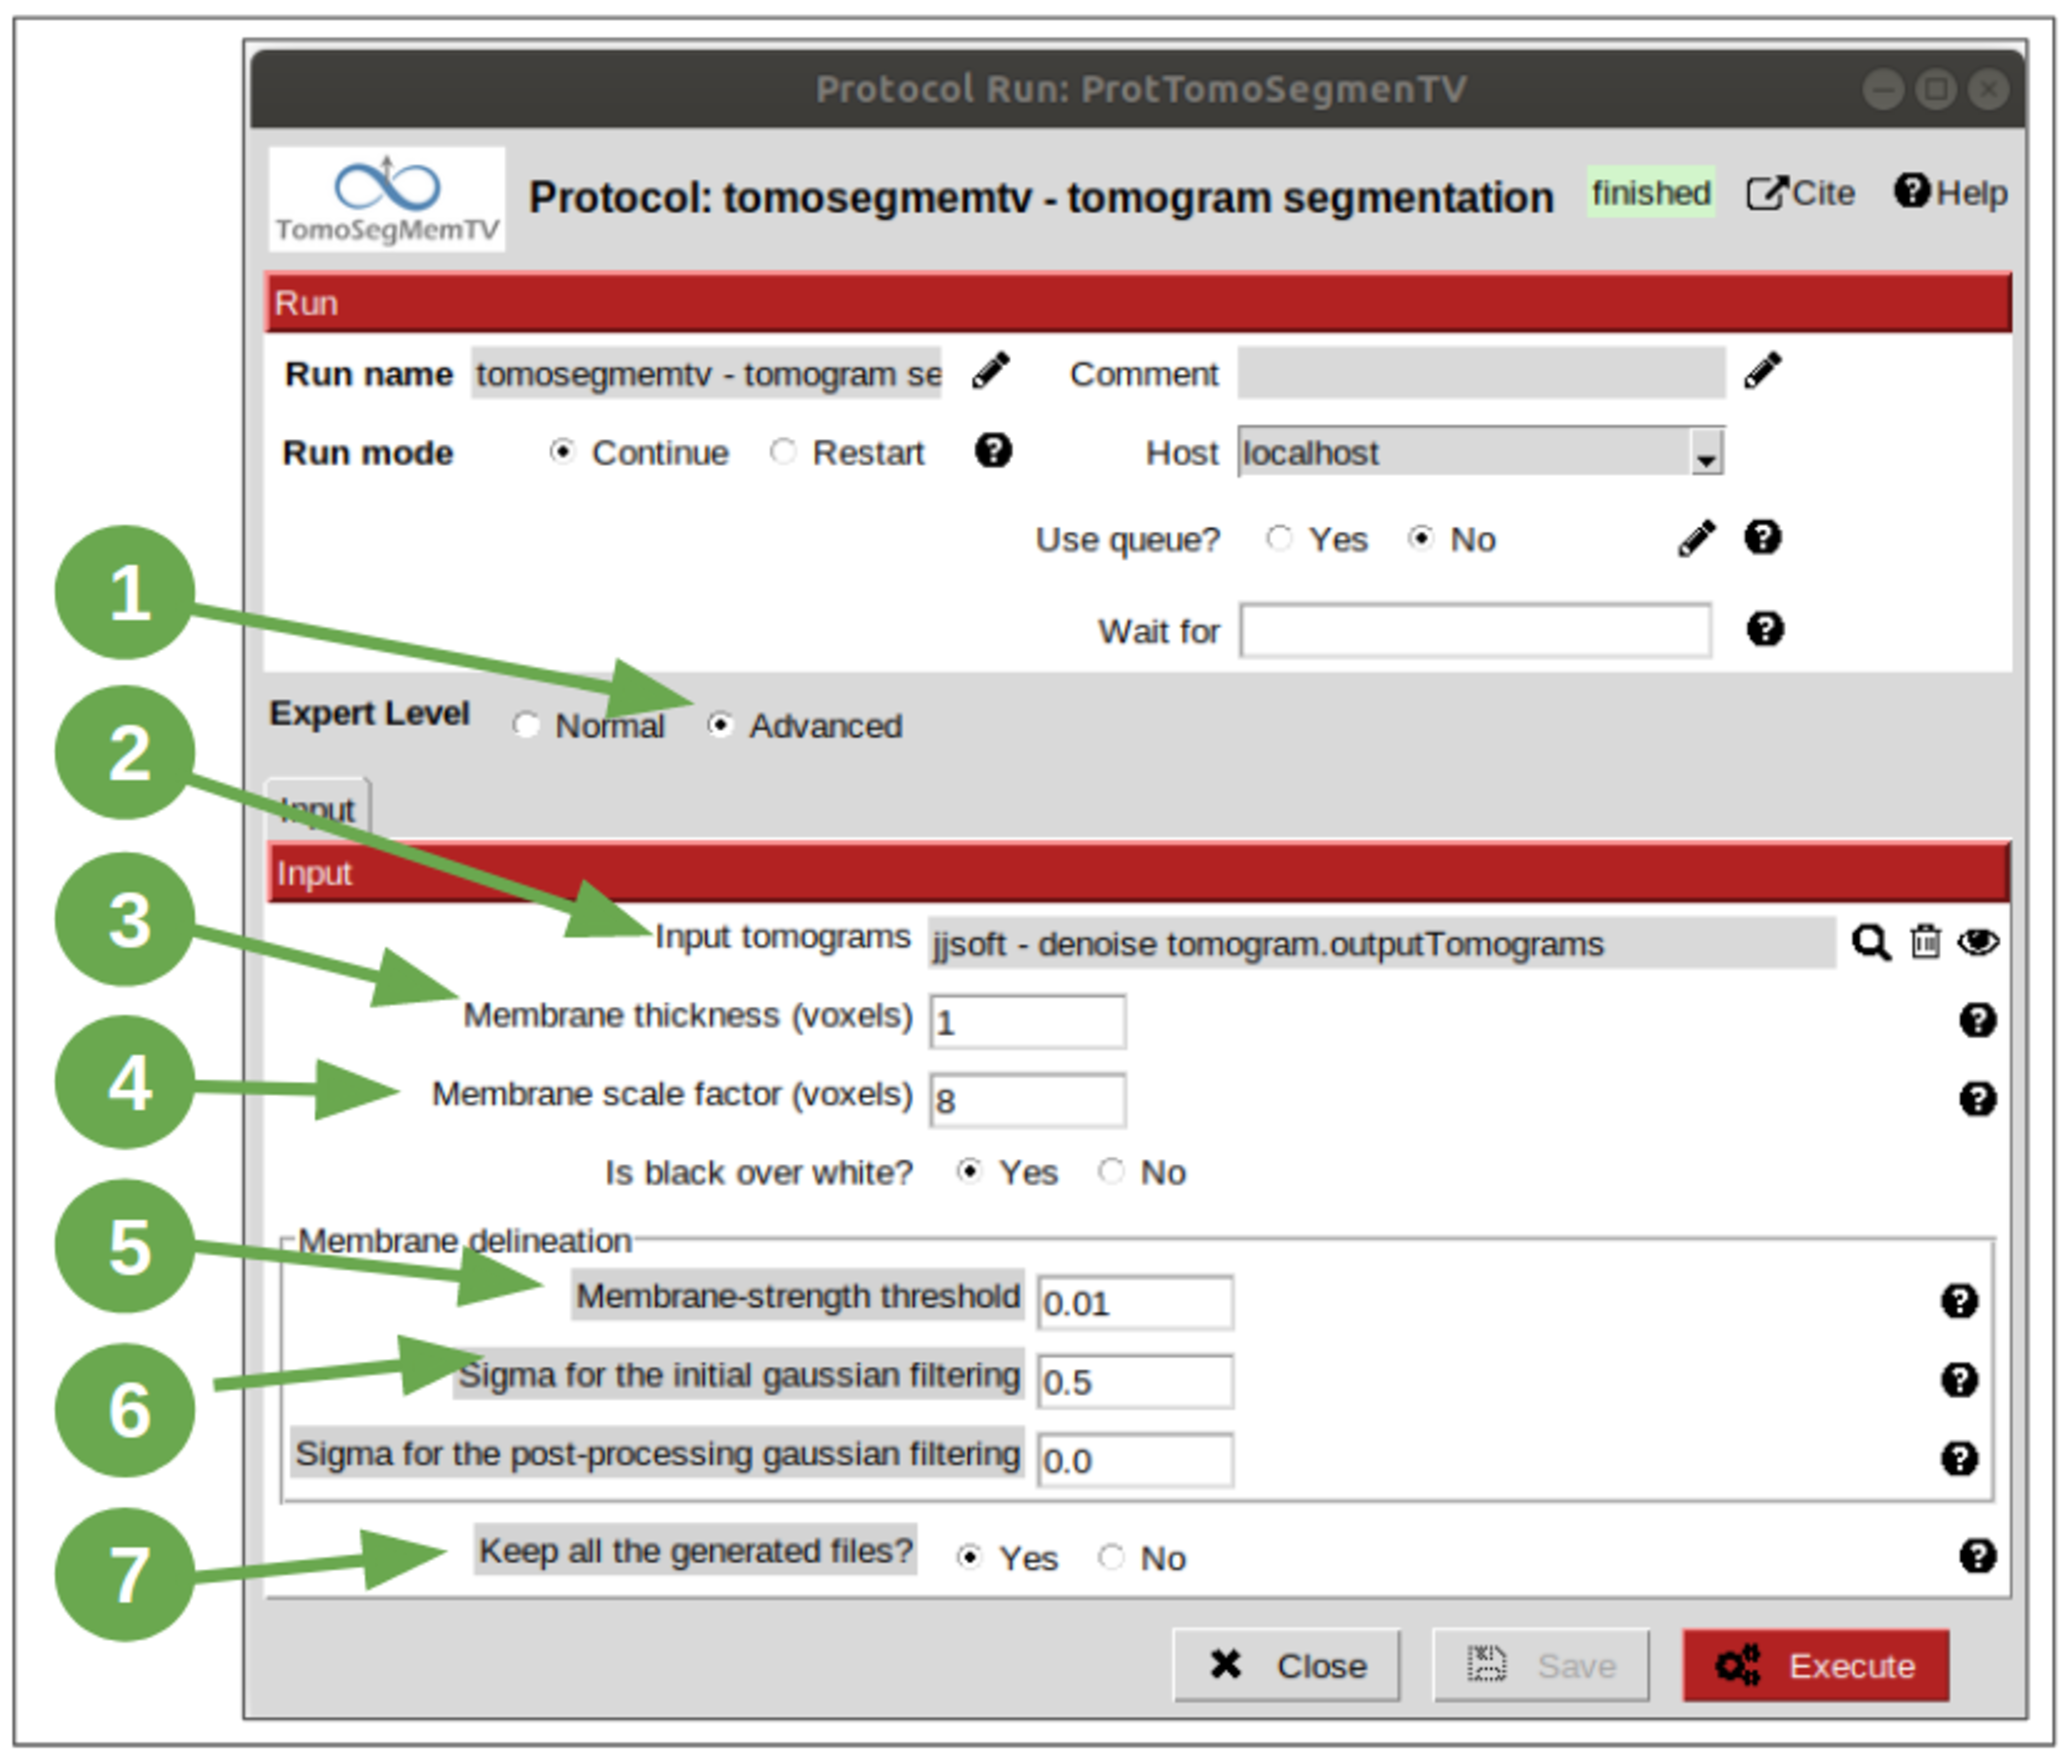 Protocol Run: ProtTomoSegmenTV
TomoSegMemTV
Protocol: tomosegmemtv - tomogram segmentation
finished
Cite
Help
Run
Run name tomosegmemtv - tomogram se Comment
Run mode Continue Restart Host localhost
Use queue? Yes No
1
Wait for
Expert Level Normal Advanced
2
Input
Input
3
Input tomograms jjsoft - denoise tomogram.outputTomograms
Membrane thickness (voxels) 1
4
Membrane scale factor (voxels) 8
Is black over white? Yes No
5
Membrane delineation
Membrane-strength threshold 0.01
6
Sigma for the initial gaussian filtering 0.5
Sigma for the post-processing gaussian filtering 0.0
7
Keep all the generated files? Yes No
Close Save Execute